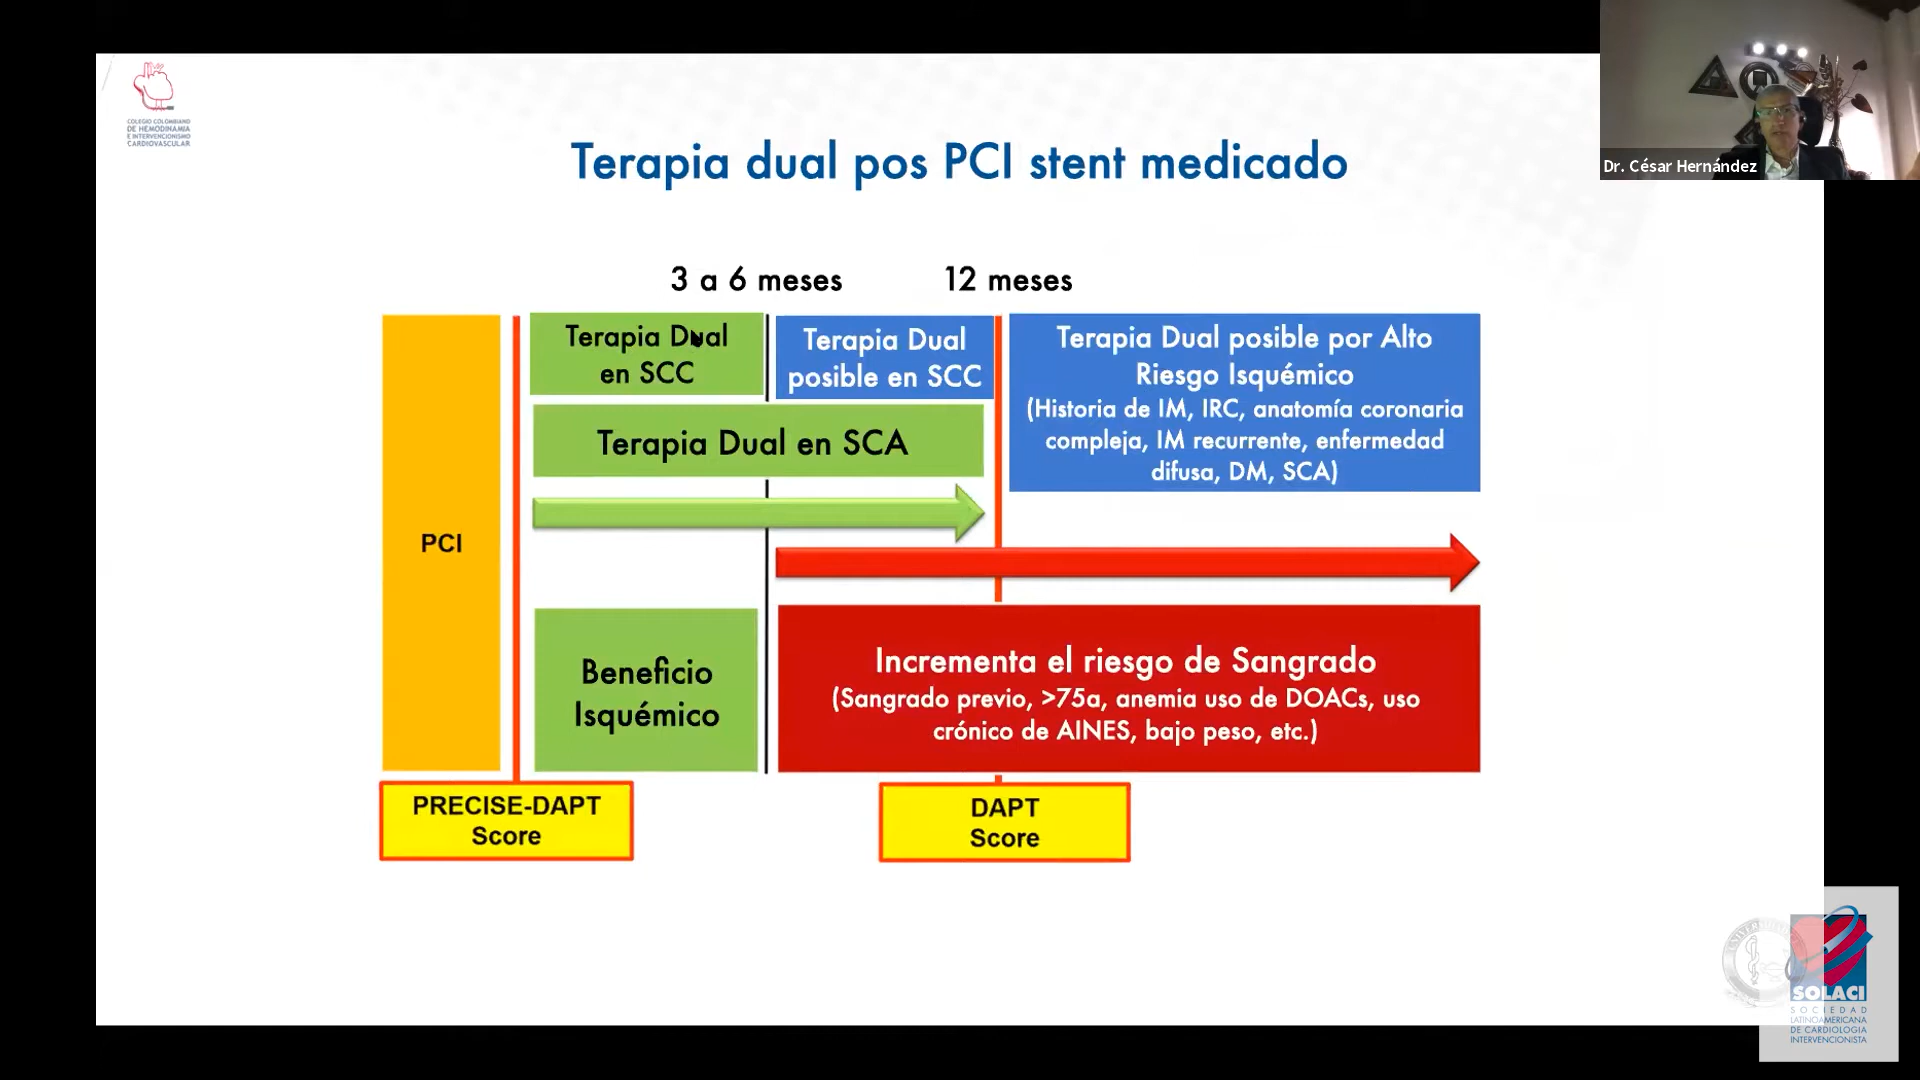 COLEGIO COLOMBIANO
DE HEMODINAMIA
E INTERVENCIONISMO
CARDIOVASCULAR
Dr. César Hernández
Terapia dual pos PCI stent medicado
3 a 6 meses
12 meses
PCI
Terapia Dual
en SCC
Terapia Dual
posible en SCC
Terapia Dual posible por Alto
Riesgo Isquémico
(Historia de IM, IRC, anatomía coronaria
compleja, IM recurrente, enfermedad
difusa, DM, SCA)
Terapia Dual en SCA
Beneficio
Isquémico
Incrementa el riesgo de Sangrado
(Sangrado previo, >75a, anemia uso de DOACs, uso
crónico de AINES, bajo peso, etc.)
PRECISE-DAPT
Score
DAPT
Score
SOLACI
SOCIEDAD
LATINOAMERICANA
DE CARDIOLOGIA
INTERVENCIONISTA